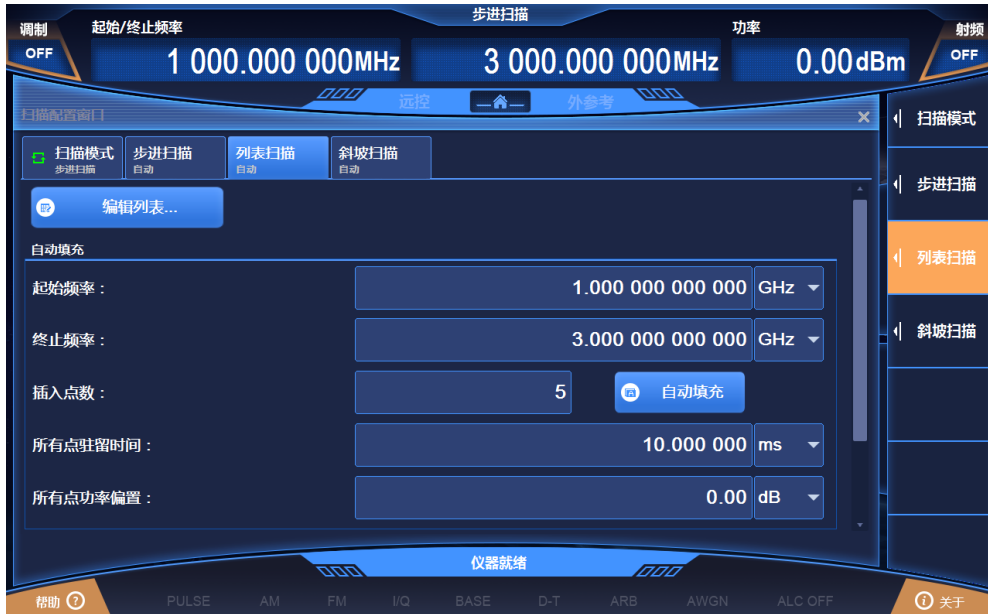 步进扫描
调制
起始/终止频率
功率
射频
OFF
1 000.000 000MHz
3 000.000 000MHz
0.00dBm
OFF
远控
外参考
扫描配置窗口
扫描模式
步进扫描
步进扫描
自动
列表扫描
自动
斜坡扫描
自动
扫描模式
步进扫描
列表扫描
斜坡扫描
编辑列表...
自动填充
起始频率：
1.000 000 000 000
GHz
终止频率：
3.000 000 000 000
GHz
插入点数：
5
自动填充
所有点驻留时间：
10.000 000
ms
所有点功率偏置：
0.00
dB
仪器就绪
帮助
PULSE
AM
FM
I/Q
BASE
D-T
ARB
AWGN
ALC OFF
关于